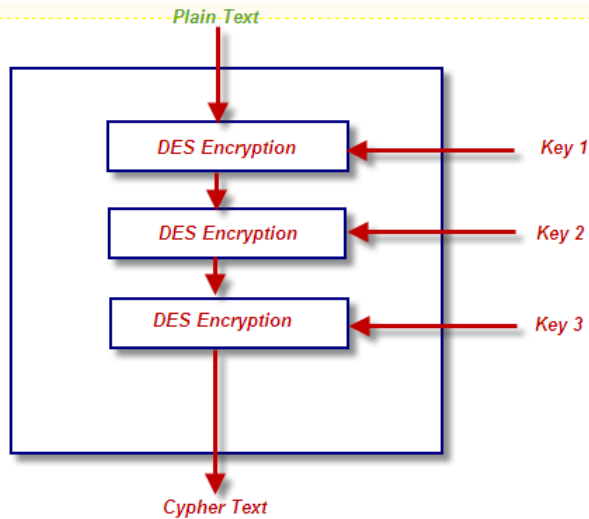 Plain Text
DES Encryption
Key 1
DES Encryption
Key 2
DES Encryption
Key 3
Cypher Text